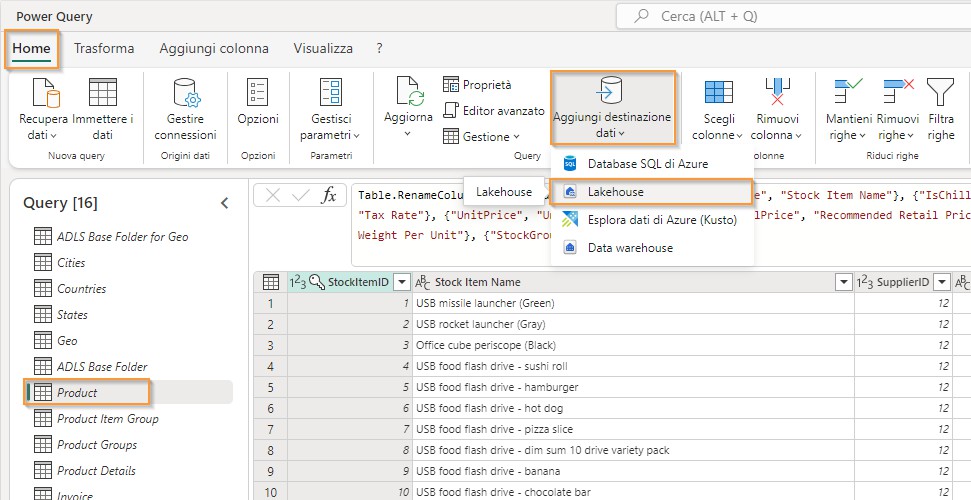 Power Query
Cerca (ALT + Q)
Home Trasforma Aggiungi colonna Visualizza ?
Recupera dati
Immettere i dati
Nuova query
Gestire connessioni
Origini dati
Opzioni
Opzioni
Gestisci parametri
Parametri
Aggiorna
Proprietà
Editor avanzato
Gestione
Query
Aggiungi destinazione dati
Scegli colonne
Rimuovi colonna
olonne
Mantieni righe
Rimuovi righe
Filtra righe
Riduci righe
SQL Database SQL di Azure
Lakehouse
Lakehouse
Esplora dati di Azure (Kusto)
Data warehouse
Query [16]
ADLS Base Folder for Geo
Cities
Countries
States
Geo
ADLS Base Folder
Product
Product Item Group
Product Groups
Product Details
Invoice
fx
Table.RenameColu e", "Stock Item Name"}, {"IsChill
"Tax Rate"}, {"UnitPrice", "Un lPrice", "Recommended Retail Pric
Weight Per Unit"}, {"StockGrou
123 StockItemID ABC Stock Item Name 123 SupplierID ABC
1 1 USB missile launcher (Green) 12
2 2 USB rocket launcher (Gray) 12
3 3 Office cube periscope (Black) 12
4 4 USB food flash drive - sushi roll 12
5 5 USB food flash drive - hamburger 12
6 6 USB food flash drive - hot dog 12
7 7 USB food flash drive - pizza slice 12
8 8 USB food flash drive - dim sum 10 drive variety pack 12
9 9 USB food flash drive - banana 12
10 10 USB food flash drive - chocolate bar 12